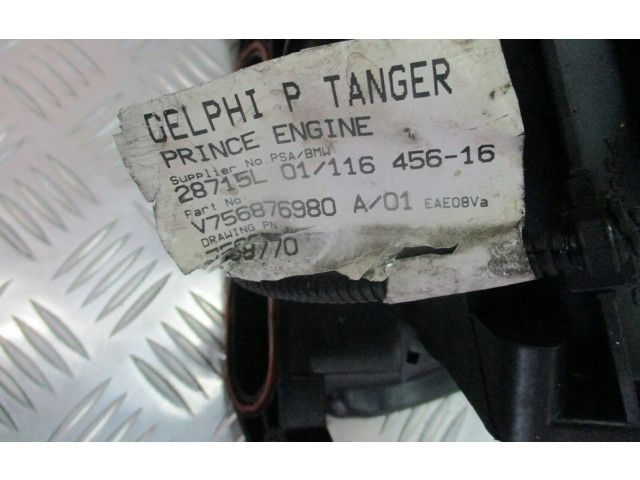 DELPHI P TANGER
PRINCE ENGINE
Supplier No PSA/BMW
28715L 01/116 456-16
Part No
V756876980 A/01 EAE08Va
DRAWING PN